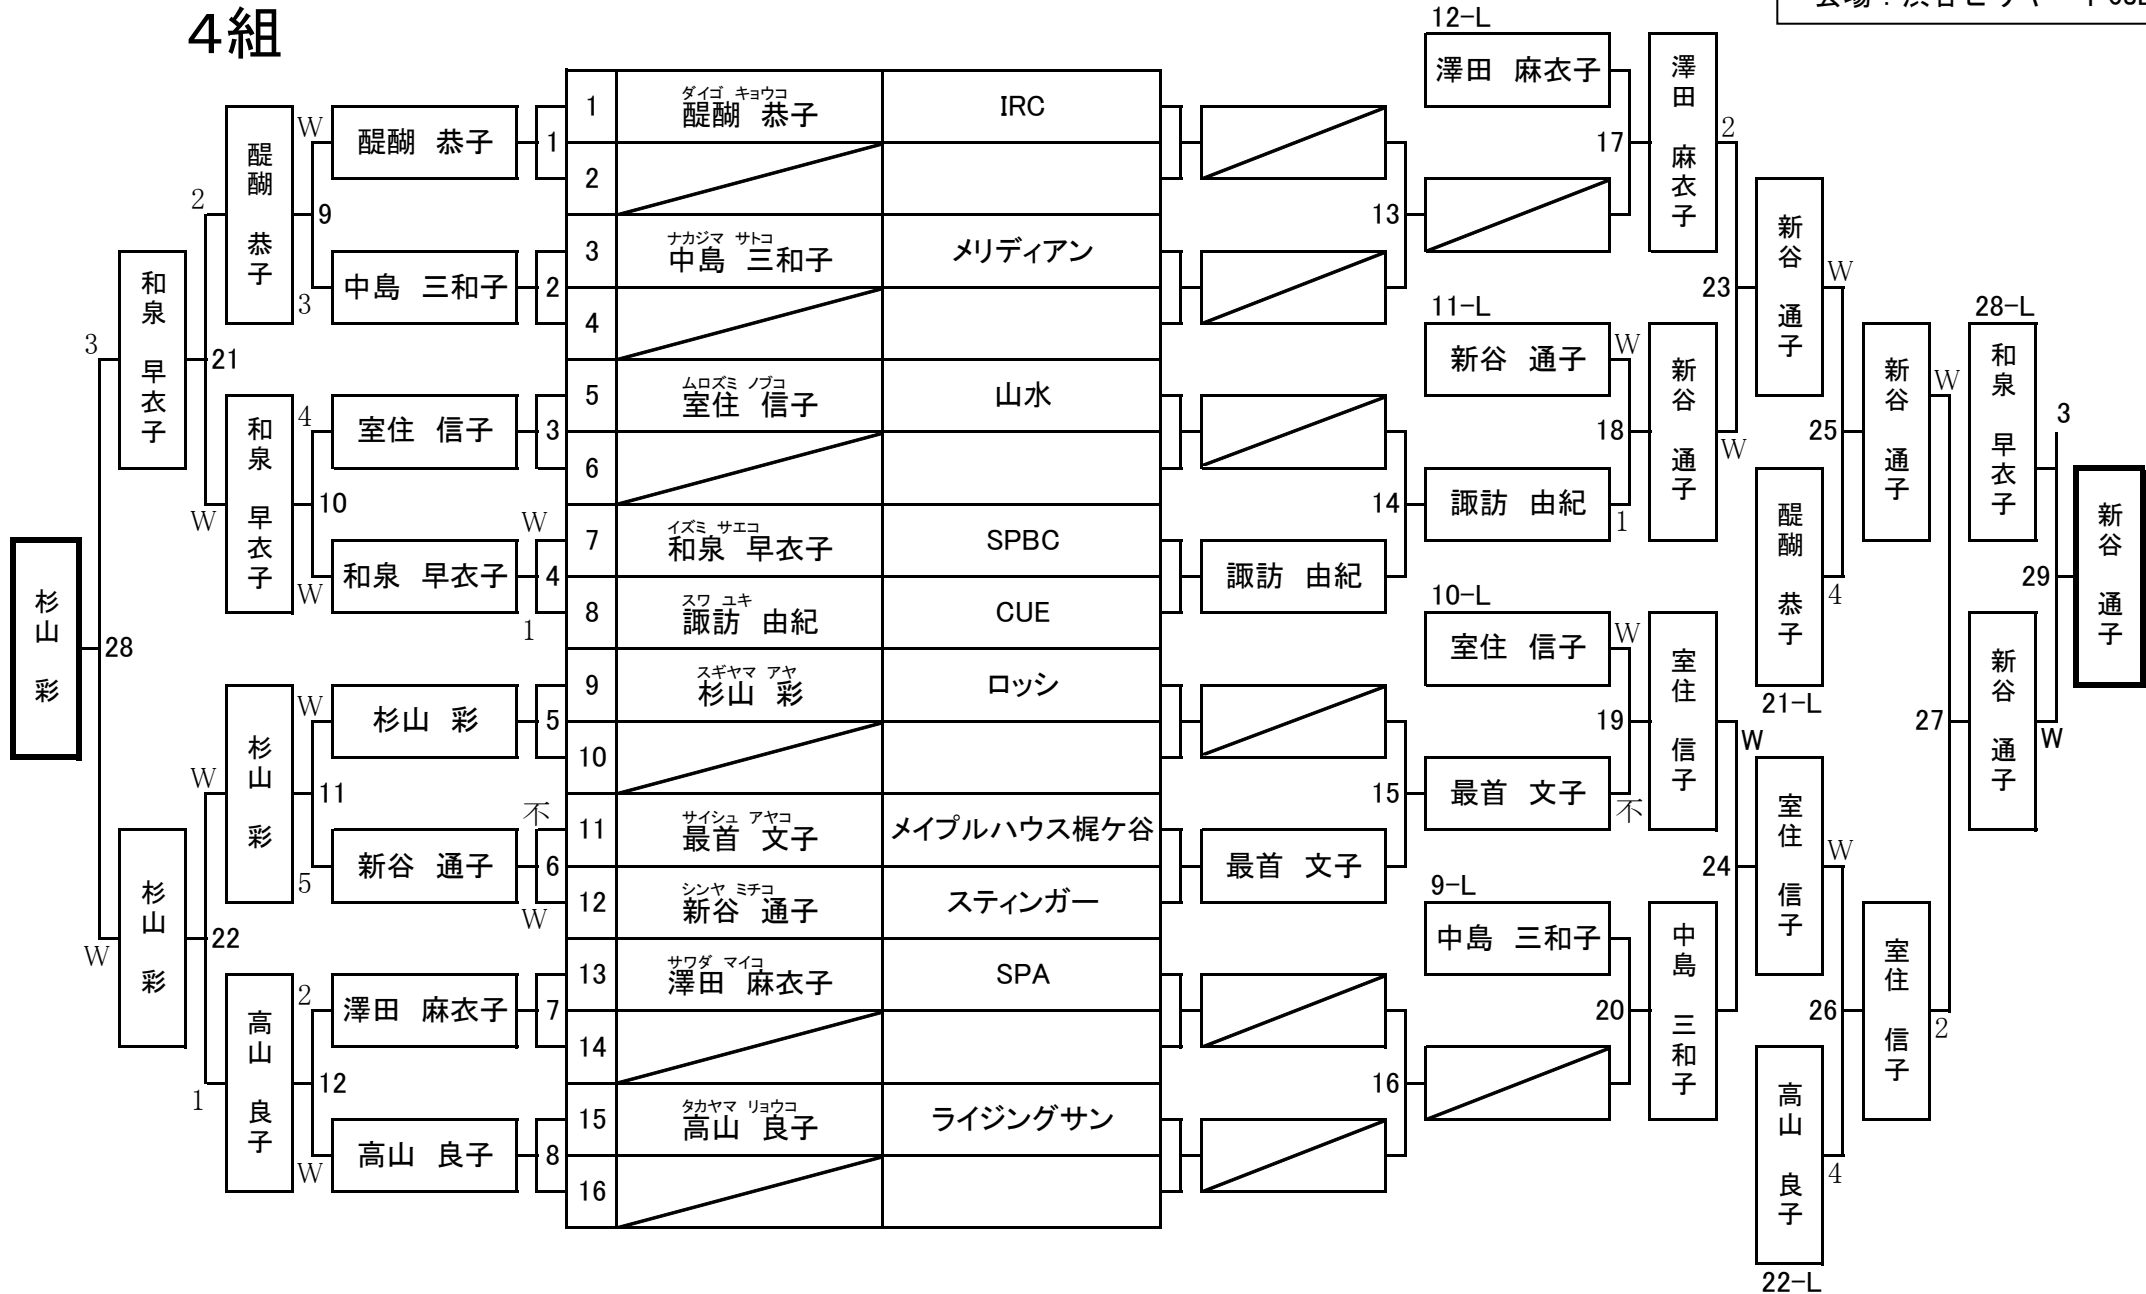 4組
会場：渋谷ビリヤード
1 ダイゴ キョウコ 醍醐 恭子 IRC
2
3 ナカジマ サトコ 中島 三和子 メリディアン
4
5 ムロズミ ノブコ 室住 信子 山水
6
7 イズミ サエコ 和泉 早衣子 SPBC
8 スワ ユキ 諏訪 由紀 CUE
9 スギヤマ アヤ 杉山 彩 ロッシ
10
11 サイシュ アヤコ 最首 文子 メイプルハウス梶ケ谷
12 シンヤ ミチコ 新谷 通子 スティンガー
13 サワダ マイコ 澤田 麻衣子 SPA
14
15 タカヤマ リョウコ 高山 良子 ライジングサン
16
W 醍醐 恭子 1
3 中島 三和子 2
4 室住 信子 3
W
W 和泉 早衣子 4
1
W 杉山 彩 5
不
5 新谷 通子 6
W
2 澤田 麻衣子 7
W 高山 良子 8
2 醍醐 恭子 9
W 和泉 早衣子 10
W 杉山 彩 11
1 高山 良子 12
3 和泉 早衣子 21
W 杉山 彩 22
杉山 彩 28
13
諏訪 由紀
14
最首 文子
15
16
12-L
澤田 麻衣子
17
11-L
新谷 通子 W
18
諏訪 由紀 1
10-L
室住 信子 W
19
最首 文子 不
9-L
中島 三和子
20
澤田 麻衣子 2
23
新谷 通子 W
室住 信子 W
24
中島 三和子
新谷 通子 W
25
醍醐 恭子 4
21-L
室住 信子 W
26
高山 良子 4
22-L
新谷 通子 W
27
室住 信子 2
28-L
和泉 早衣子 3
29
新谷 通子 W
新谷 通子